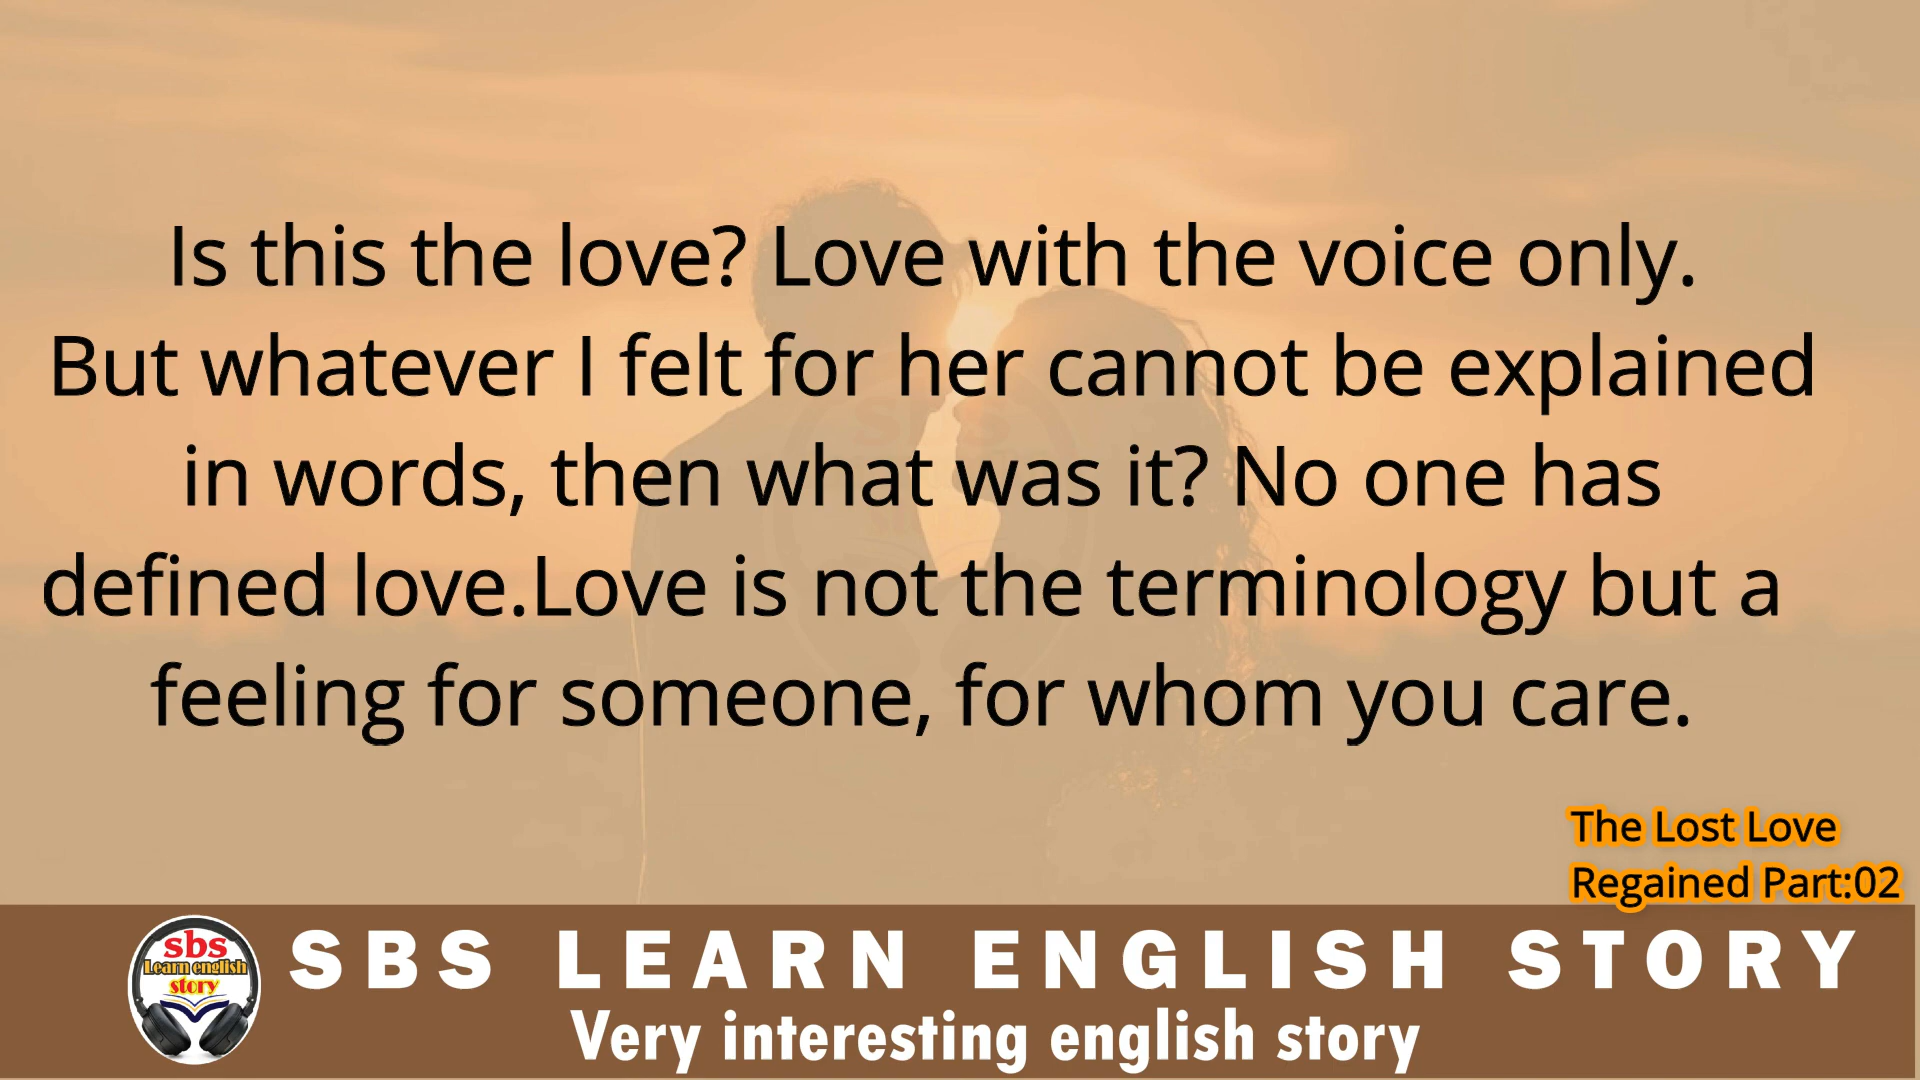 Is this the love? Love with the voice only.
But whatever I felt for her cannot be explained
in words, then what was it? No one has
defined love.Love is not the terminology but a
feeling for someone, for whom you care.
The Lost Love
Regained Part:02
sbs
Learn english
story
SBS LEARN ENGLISH STORY
Very interesting english story